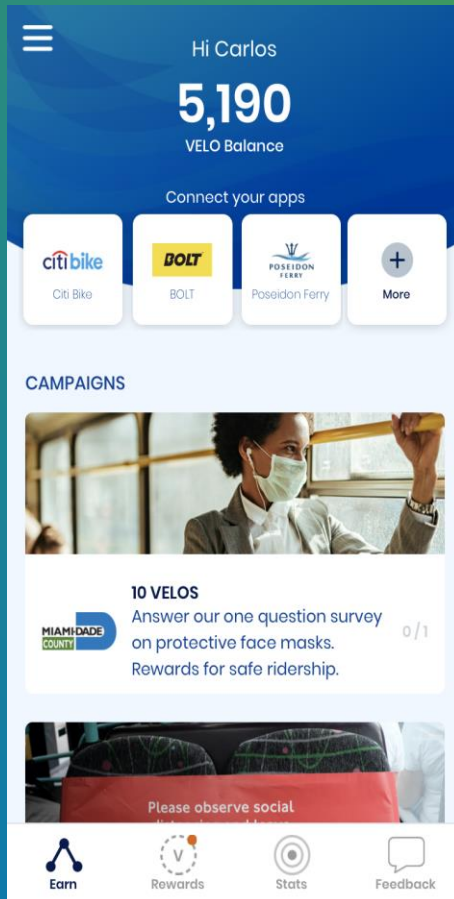 Hi Carlos
5,190
VELO Balance
Connect your apps
citi bike
BOLT
POSEIDON
FERRY
Citi Bike
BOLT
Poseidon Ferry
More
CAMPAIGNS
10 VELOS
Answer our one question survey
on protective face masks.
Rewards for safe ridership.
MIAMI-DADE
COUNTY
0/1
Please observe social
V
Earn
Rewards
Stats
Feedback